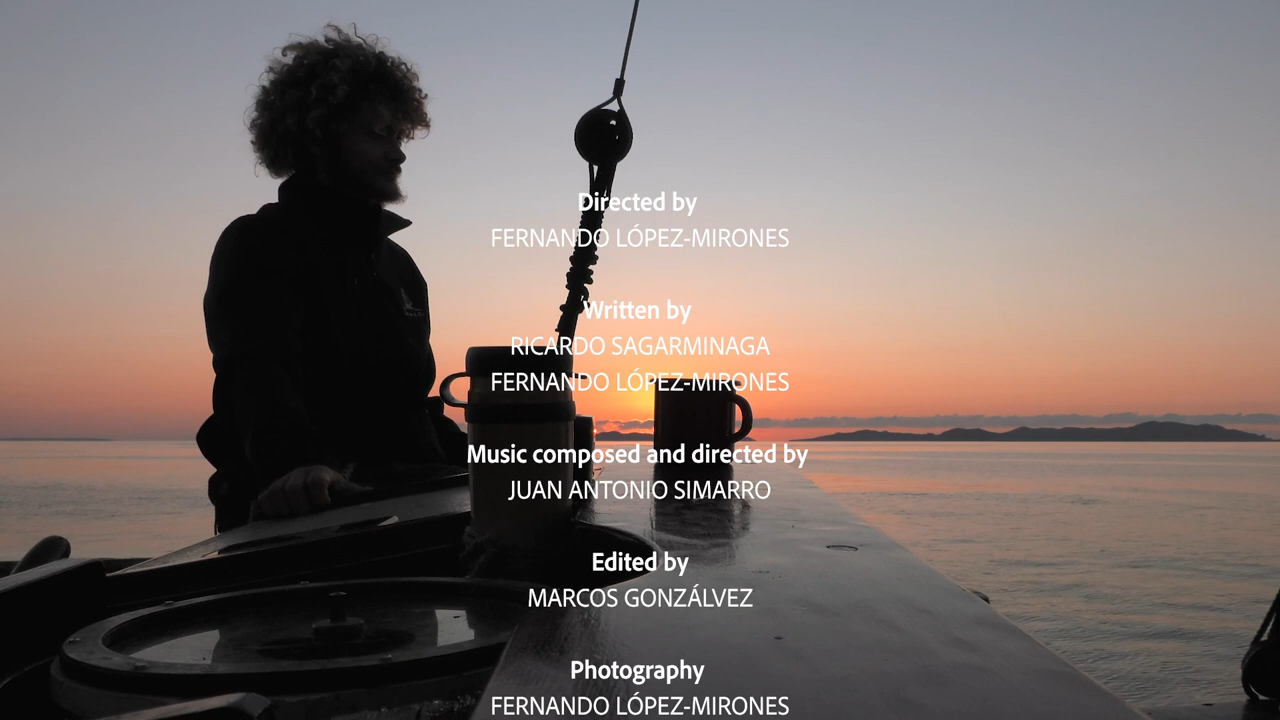 Directed by
FERNANDO LÓPEZ-MIRONES
Written by
RICARDO SAGARMINAGA
FERNANDO LÓPEZ-MIRONES
Music composed and directed by
JUAN ANTONIO SIMARRO
Edited by
MARCOS GONZÁLVEZ
Photography
FERNANDO LÓPEZ-MIRONES